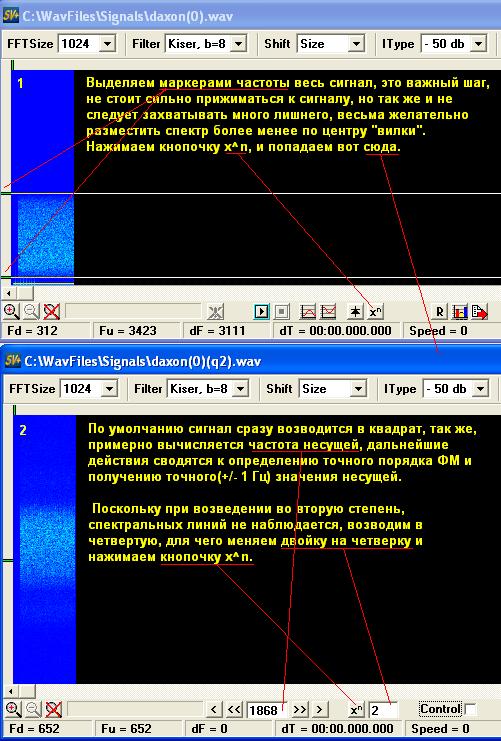 SV+ C:\WavFiles\Signals\daxon(0).wav
FFTSize 1024 Filter Kiser, b=8 Shift Size IType - 50 db
1
Выделяем маркерами частоты весь сигнал, это важный шаг,
не стоит сильно прижиматься к сигналу, но так же и не
следует захватывать много лишнего, весьма желательно
разместить спектр более менее по центру "вилки".
Нажимаем кнопочку x^n, и попадаем вот сюда.
xⁿ R
Fd = 312 Fu = 3423 dF = 3111 dT = 00:00.000.000 Speed = 0
SV+ C:\WavFiles\Signals\daxon(0)(q2).wav
FFTSize 1024 Filter Kiser, b=8 Shift Size IType - 50 db
2
По умолчанию сигнал сразу возводится в квадрат, так же,
примерно вычисляется частота несущей, дальнейшие
действия сводятся к определению точного порядка ФМ и
получению точного(+/- 1 Гц) значения несущей.
Поскольку при возведении во вторую степень,
спектральных линий не наблюдается, возводим в
четвертую, для чего меняем двойку на четверку и
нажимаем кнопочку x^n.
< << 1868 >> > xⁿ 2 Control
Fd = 652 Fu = 652 dF = 0 dT = 00:00.000.000 Speed = 0